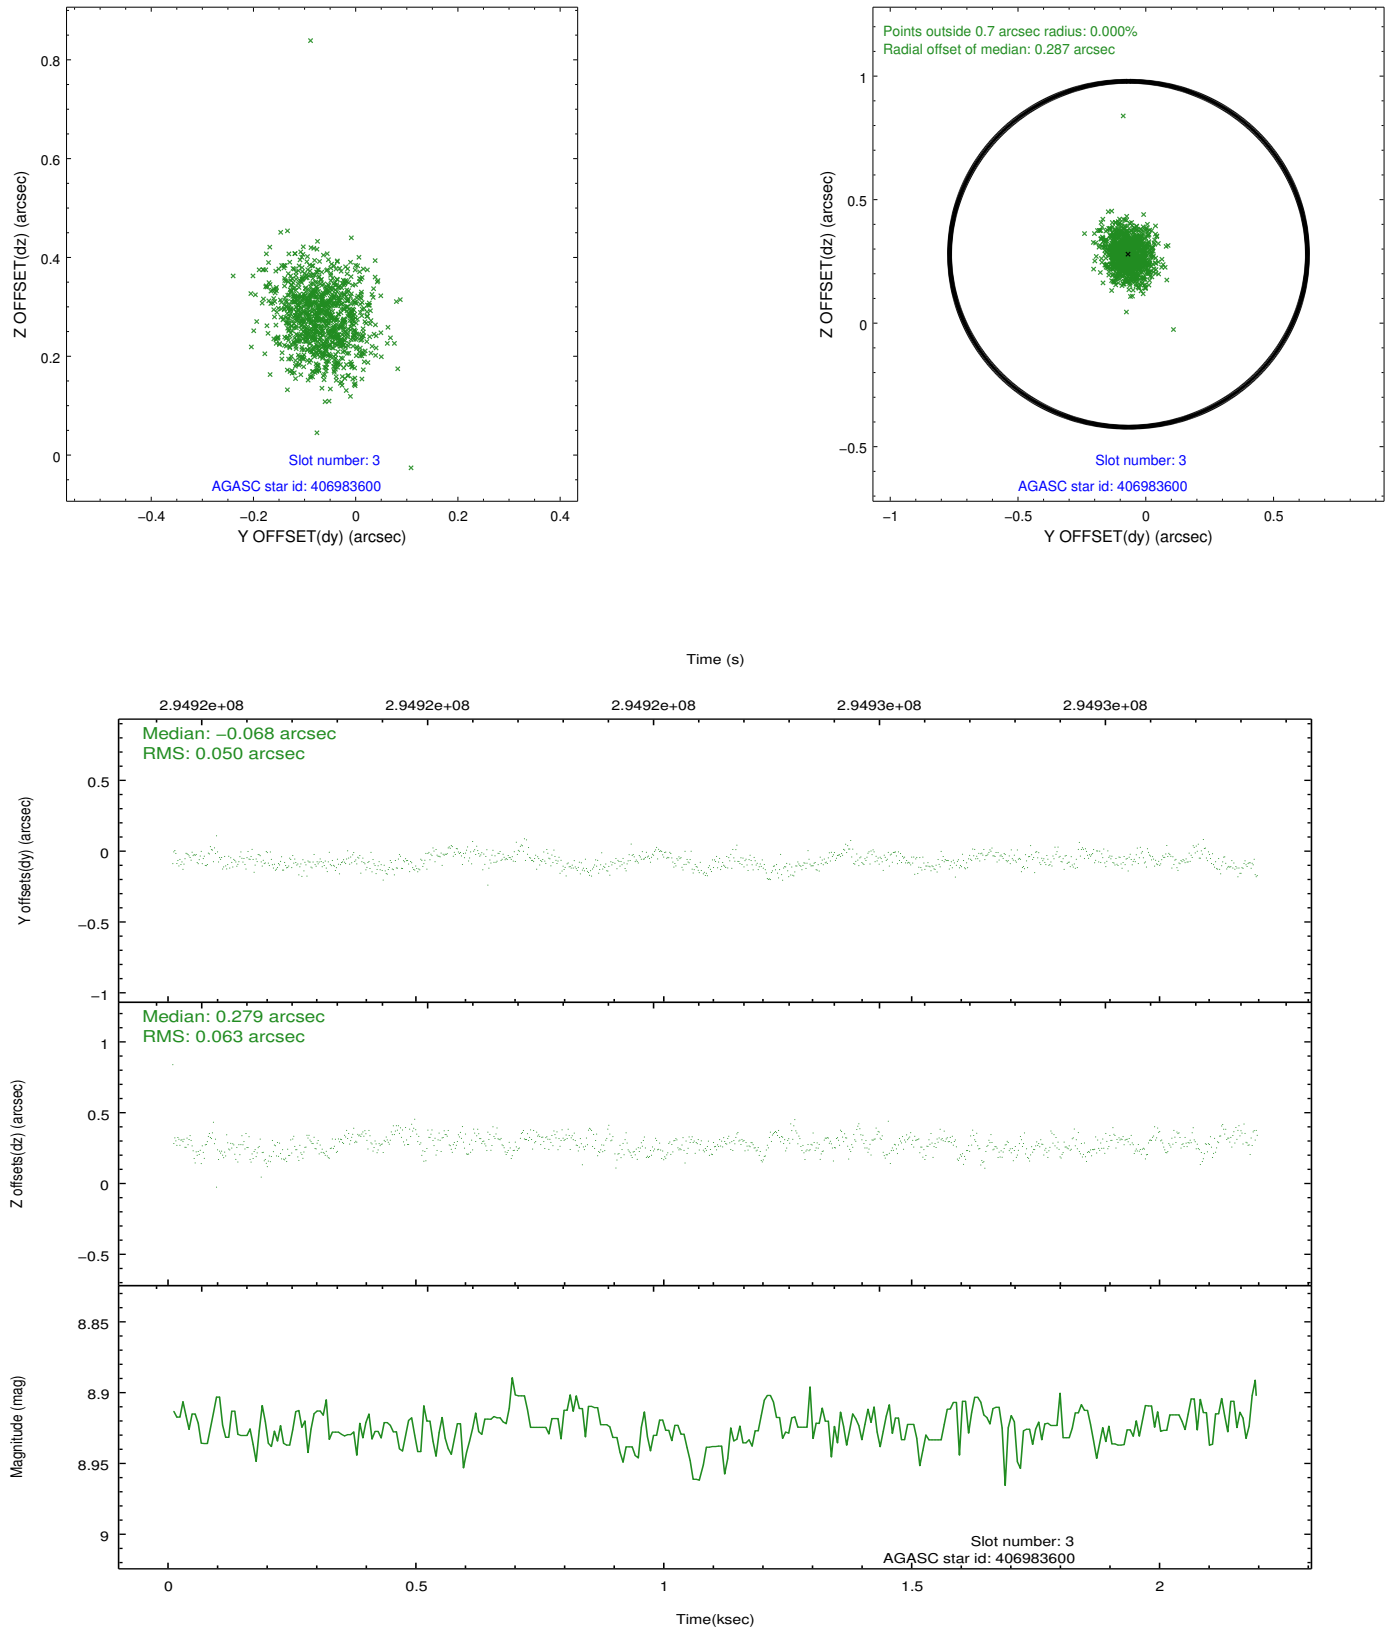 0.8
0.6
0.4
0.2
0
Z OFFSET(dz) (arcsec)
Slot number: 3
AGASC star id: 406983600
−0.4 −0.2 0 0.2 0.4
Y OFFSET(dy) (arcsec)
Points outside 0.7 arcsec radius: 0.000%
Radial offset of median: 0.287 arcsec
1
0.5
0
−0.5
Z OFFSET(dz) (arcsec)
Slot number: 3
AGASC star id: 406983600
−1 −0.5 0 0.5
Y OFFSET(dy) (arcsec)
Time (s)
2.9492e+08 2.9492e+08 2.9492e+08 2.9493e+08 2.9493e+08
Median: −0.068 arcsec
RMS: 0.050 arcsec
0.5
0
−0.5
−1
Y offsets(dy) (arcsec)
Median: 0.279 arcsec
RMS: 0.063 arcsec
1
0.5
0
−0.5
Z offsets(dz) (arcsec)
8.85
8.9
8.95
9
Magnitude (mag)
Slot number: 3
AGASC star id: 406983600
0 0.5 1 1.5 2
Time(ksec)